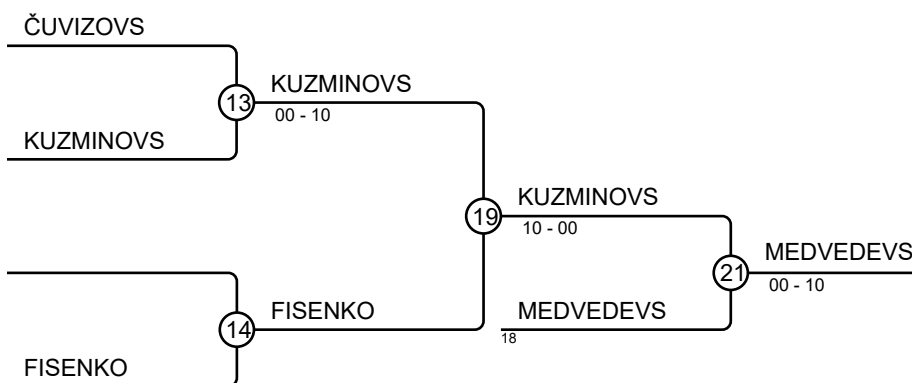 ČUVIZOVS
13
KUZMINOVS
00 - 10
KUZMINOVS
19
KUZMINOVS
10 - 00
21
MEDVEDEVS
00 - 10
14
FISENKO
MEDVEDEVS
18
FISENKO